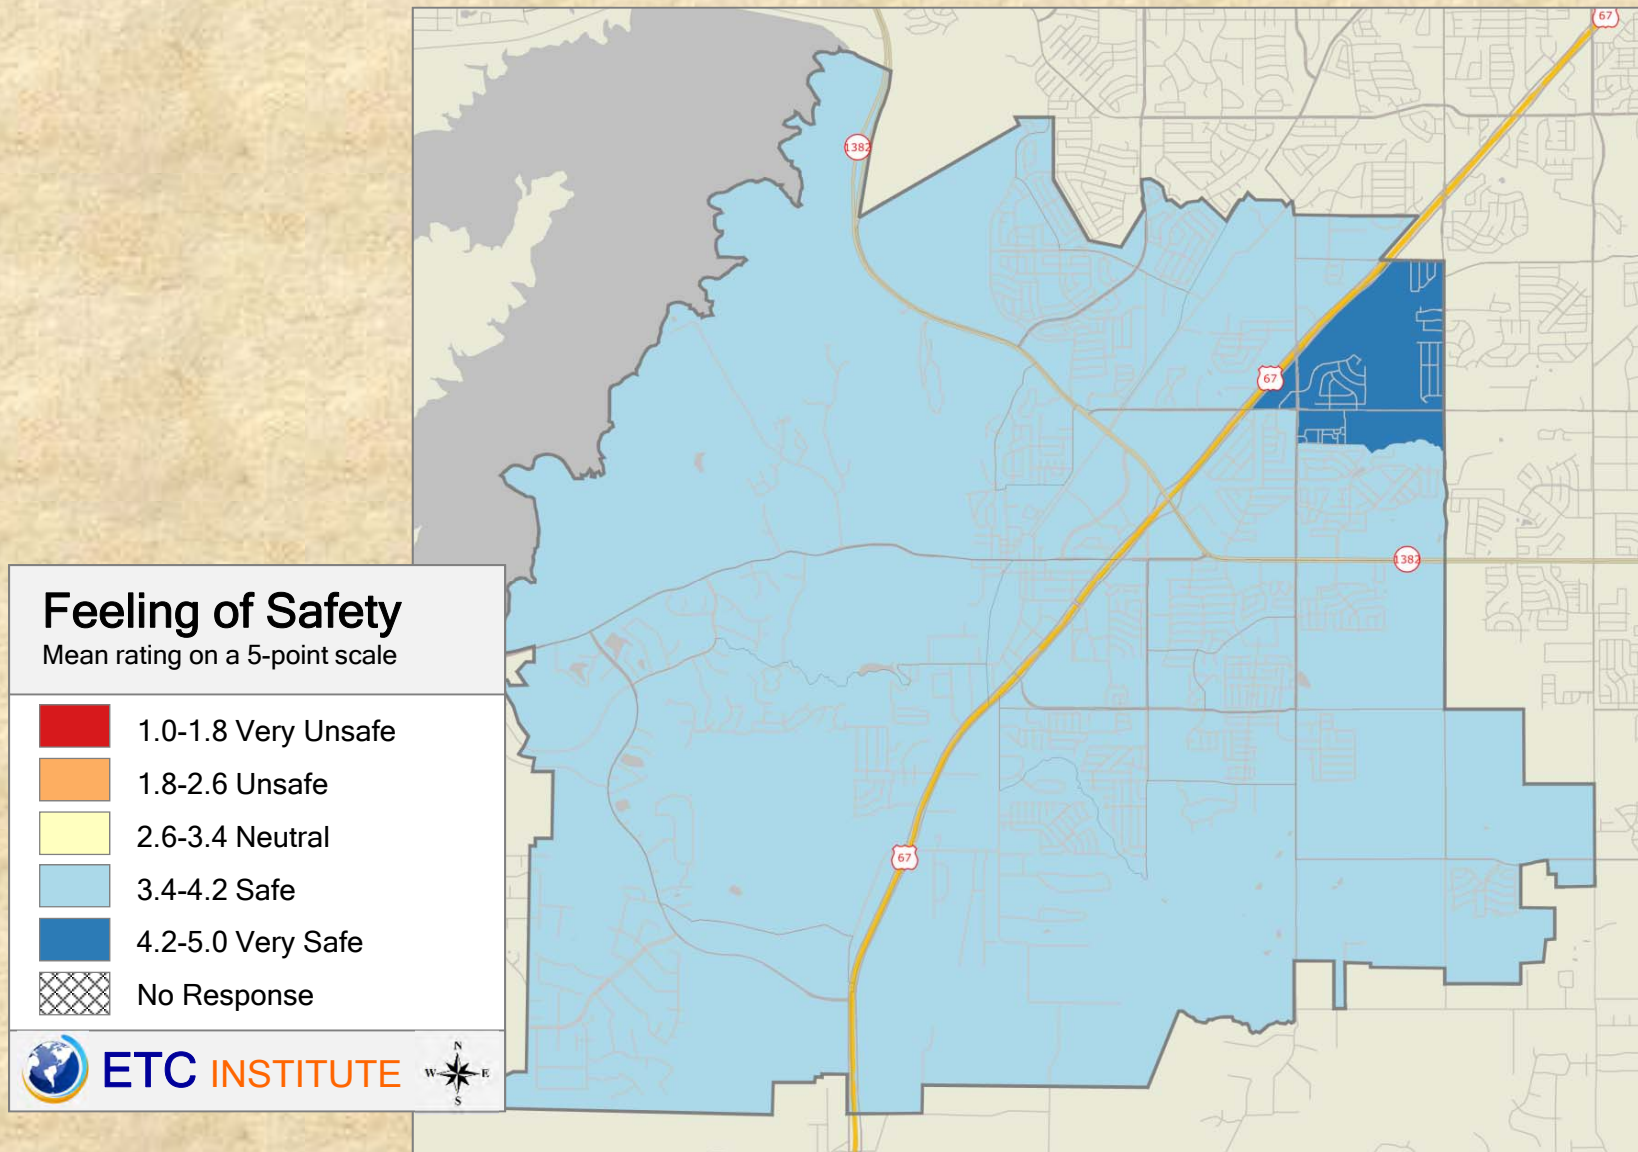 67
1382
67
1382
67
Feeling of Safety
Mean rating on a 5-point scale
1.0-1.8 Very Unsafe
1.8-2.6 Unsafe
2.6-3.4 Neutral
3.4-4.2 Safe
4.2-5.0 Very Safe
No Response
ETC INSTITUTE
N
W E
S